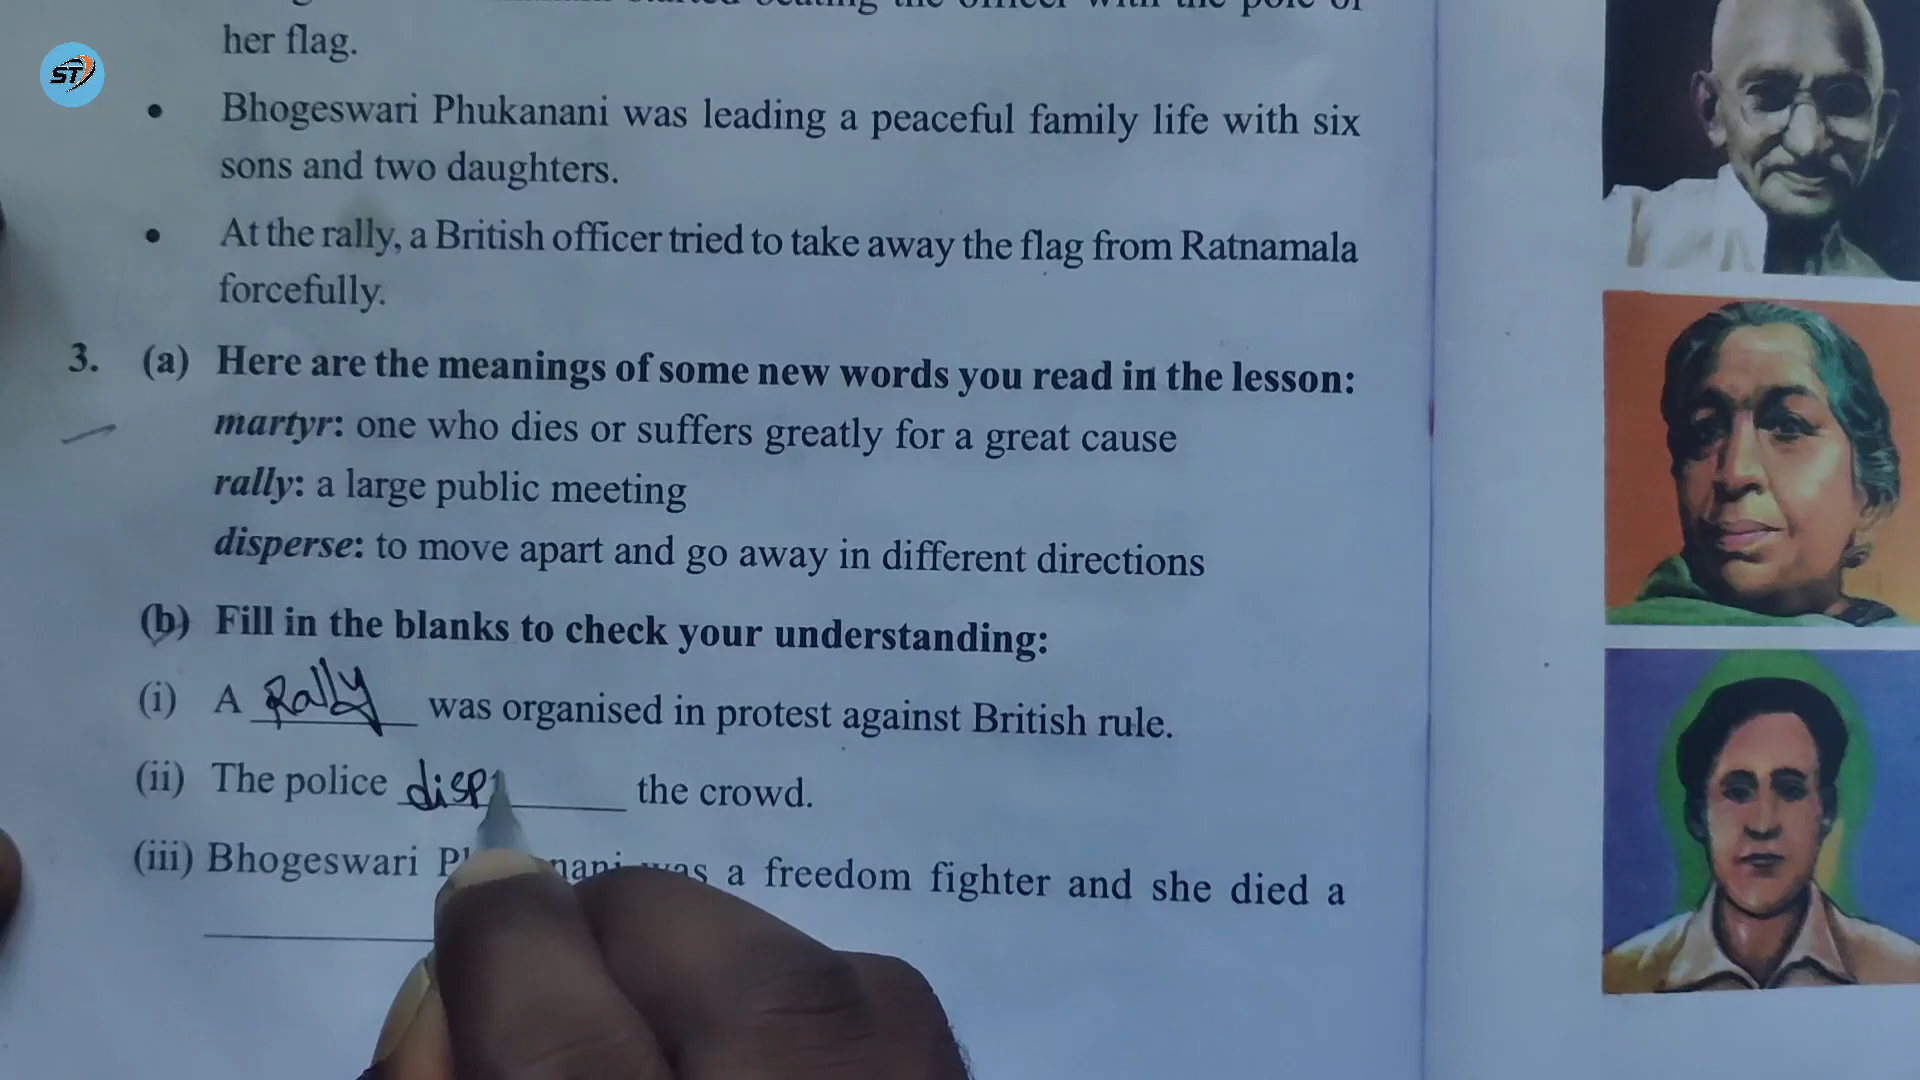 ST
her flag.
• Bhogeswari Phukanani was leading a peaceful family life with six
sons and two daughters.
• At the rally, a British officer tried to take away the flag from Ratnamala
forcefully.
3. (a) Here are the meanings of some new words you read in the lesson:
martyr: one who dies or suffers greatly for a great cause
rally: a large public meeting
disperse: to move apart and go away in different directions
(b) Fill in the blanks to check your understanding:
(i) A Rally was organised in protest against British rule.
(ii) The police disp the crowd.
(iii) Bhogeswari was a freedom fighter and she died a